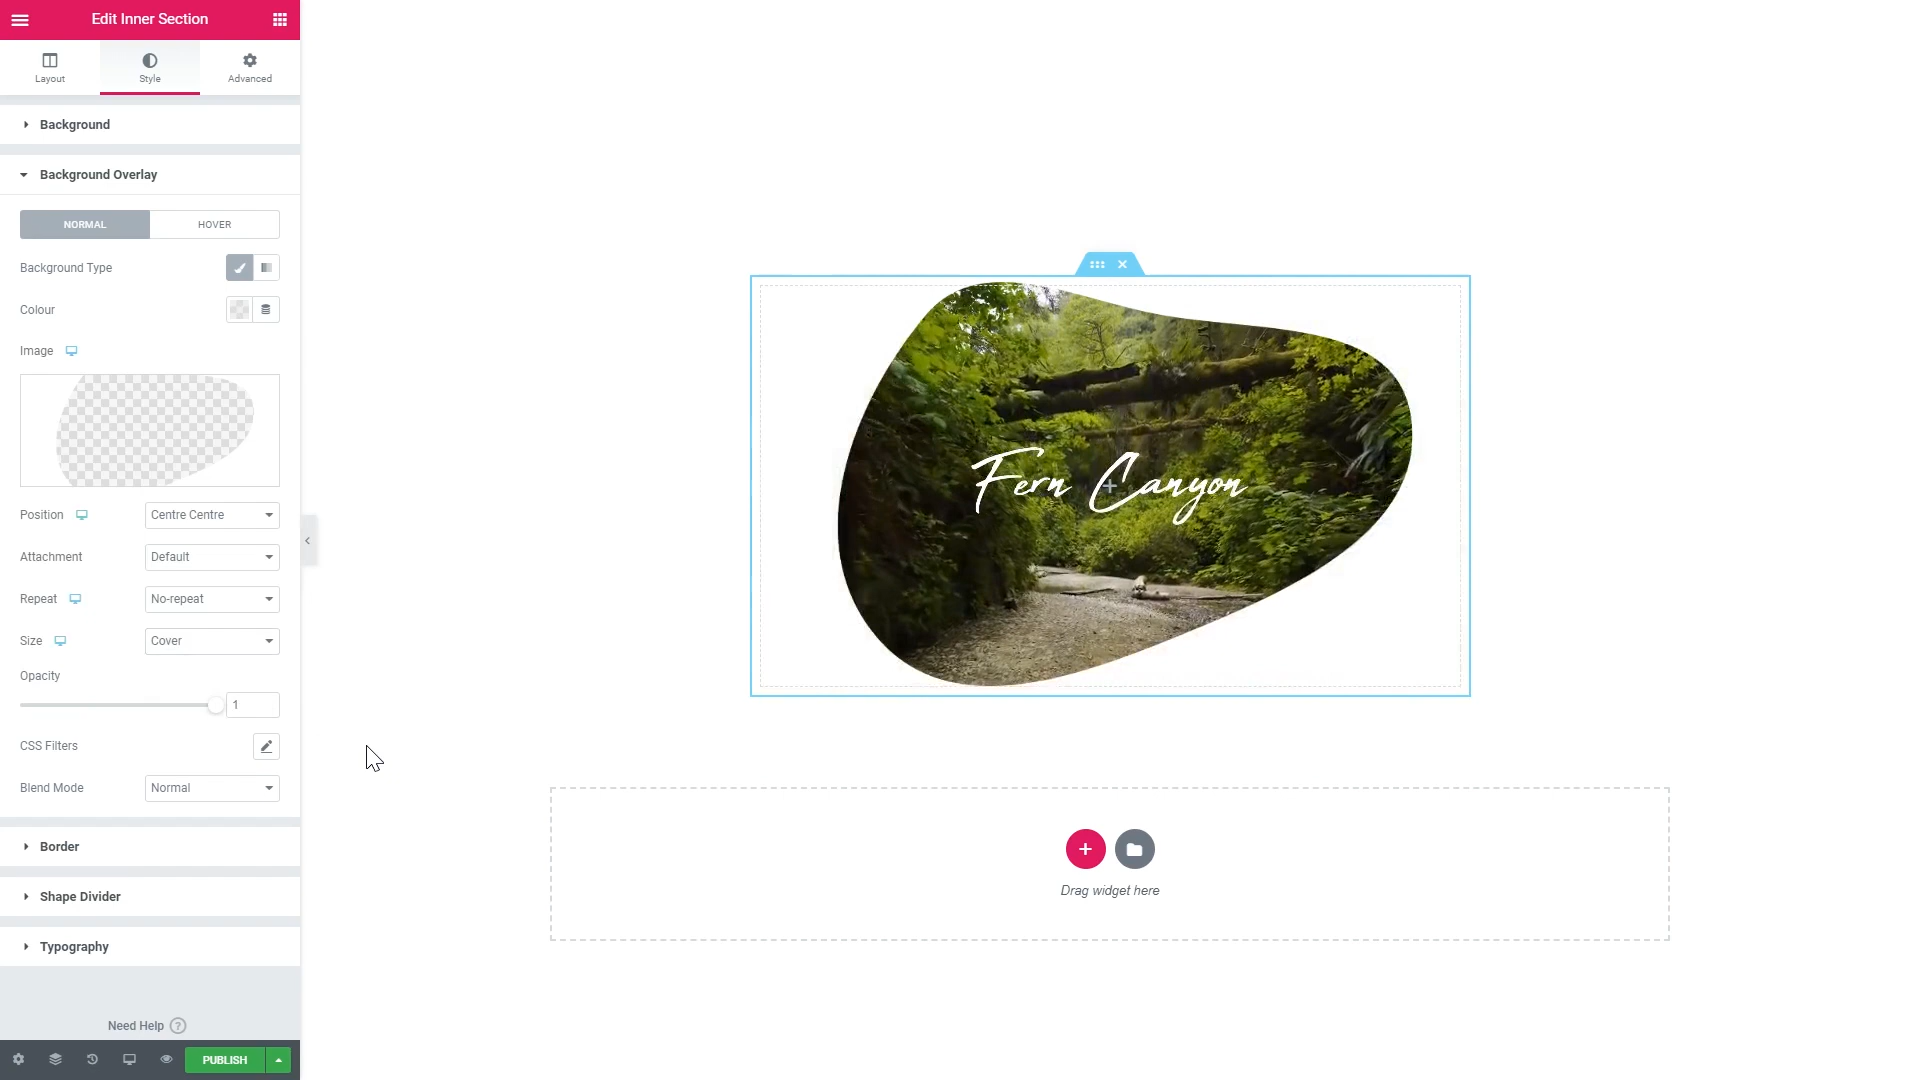 Edit Inner Section
Layout
Style
Advanced
Background
Background Overlay
NORMAL
HOVER
Background Type
Colour
Image
Position
Centre Centre
Attachment
Default
Repeat
No-repeat
Size
Cover
Opacity
1
CSS Filters
Blend Mode
Normal
Border
Shape Divider
Typography
Need Help ?
PUBLISH
Fern Canyon
Drag widget here